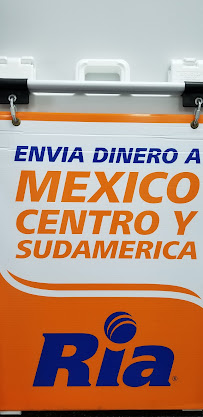 ENVIA DINERO A
MEXICO
CENTRO Y
SUDAMERICA
Ria®